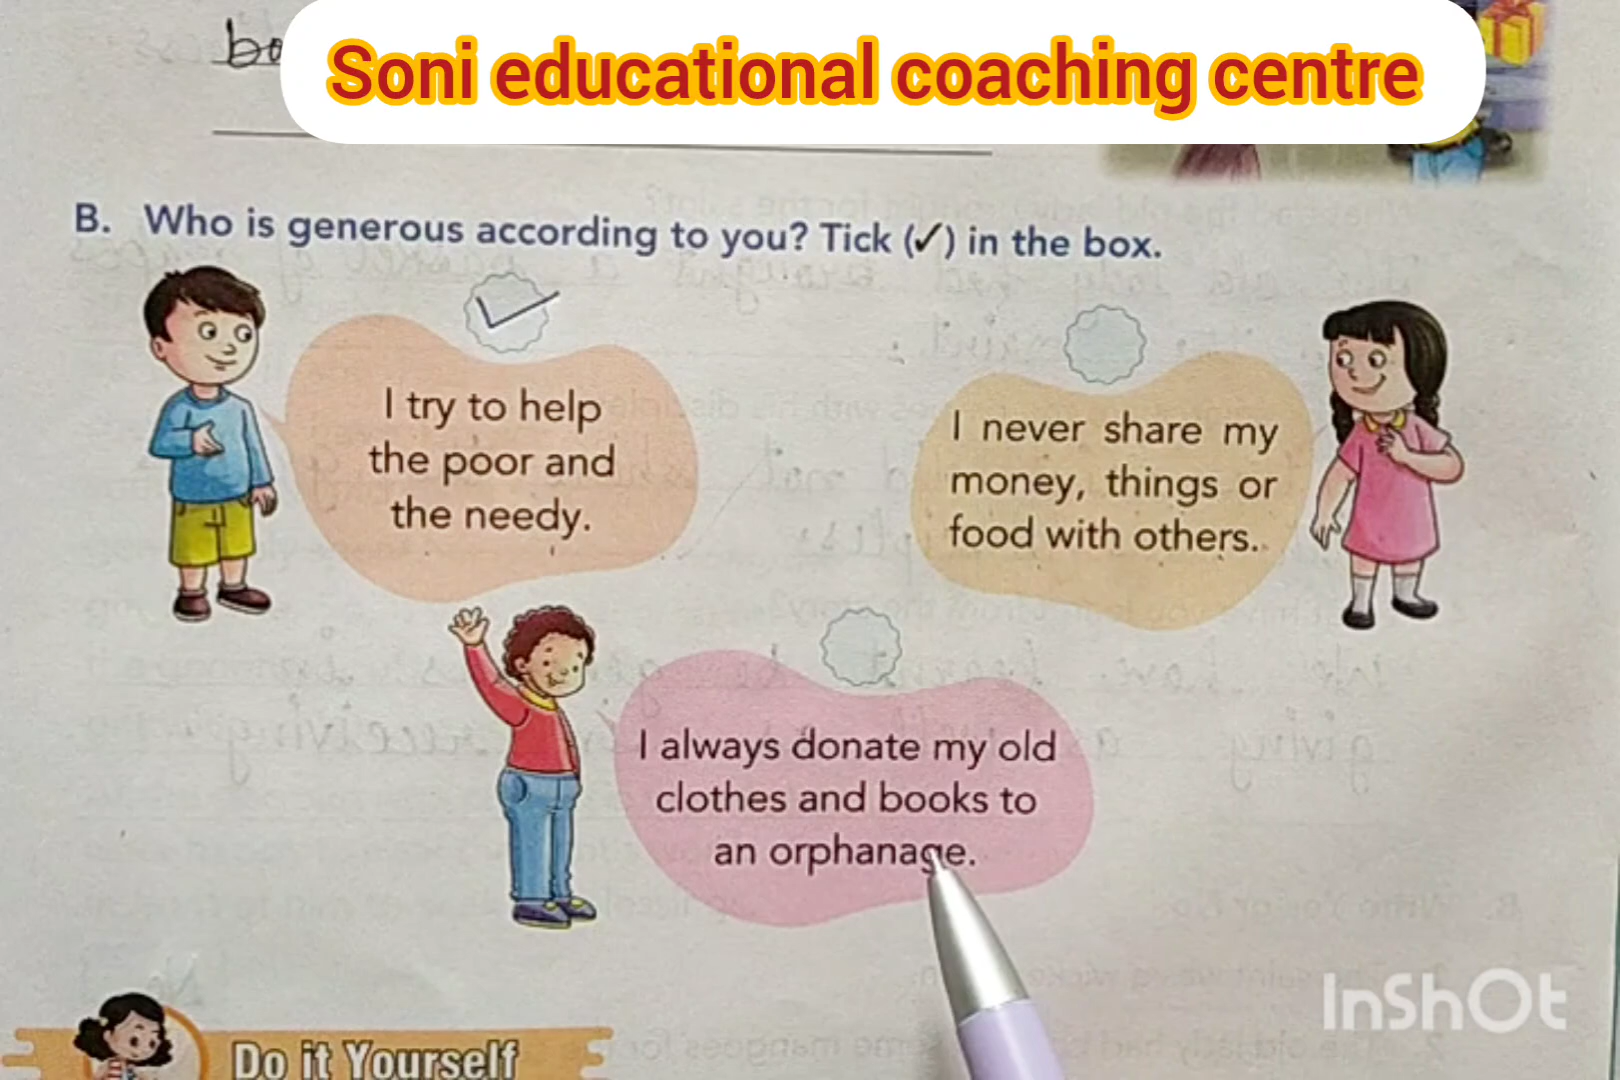 Soni educational coaching centre
B. Who is generous according to you? Tick (✓) in the box.
I try to help
the poor and
the needy.
I never share my
money, things or
food with others.
I always donate my old
clothes and books to
an orphanage.
Do it Yourself
InShOt